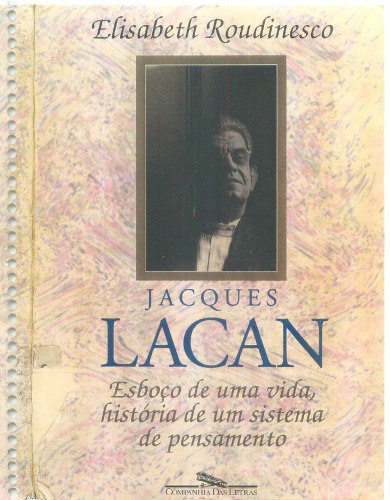 Elisabeth Roudinesco
JACQUES
LACAN
Esboço de uma vida,
história de um sistema
de pensamento
COMPANHIA DAS LETRAS